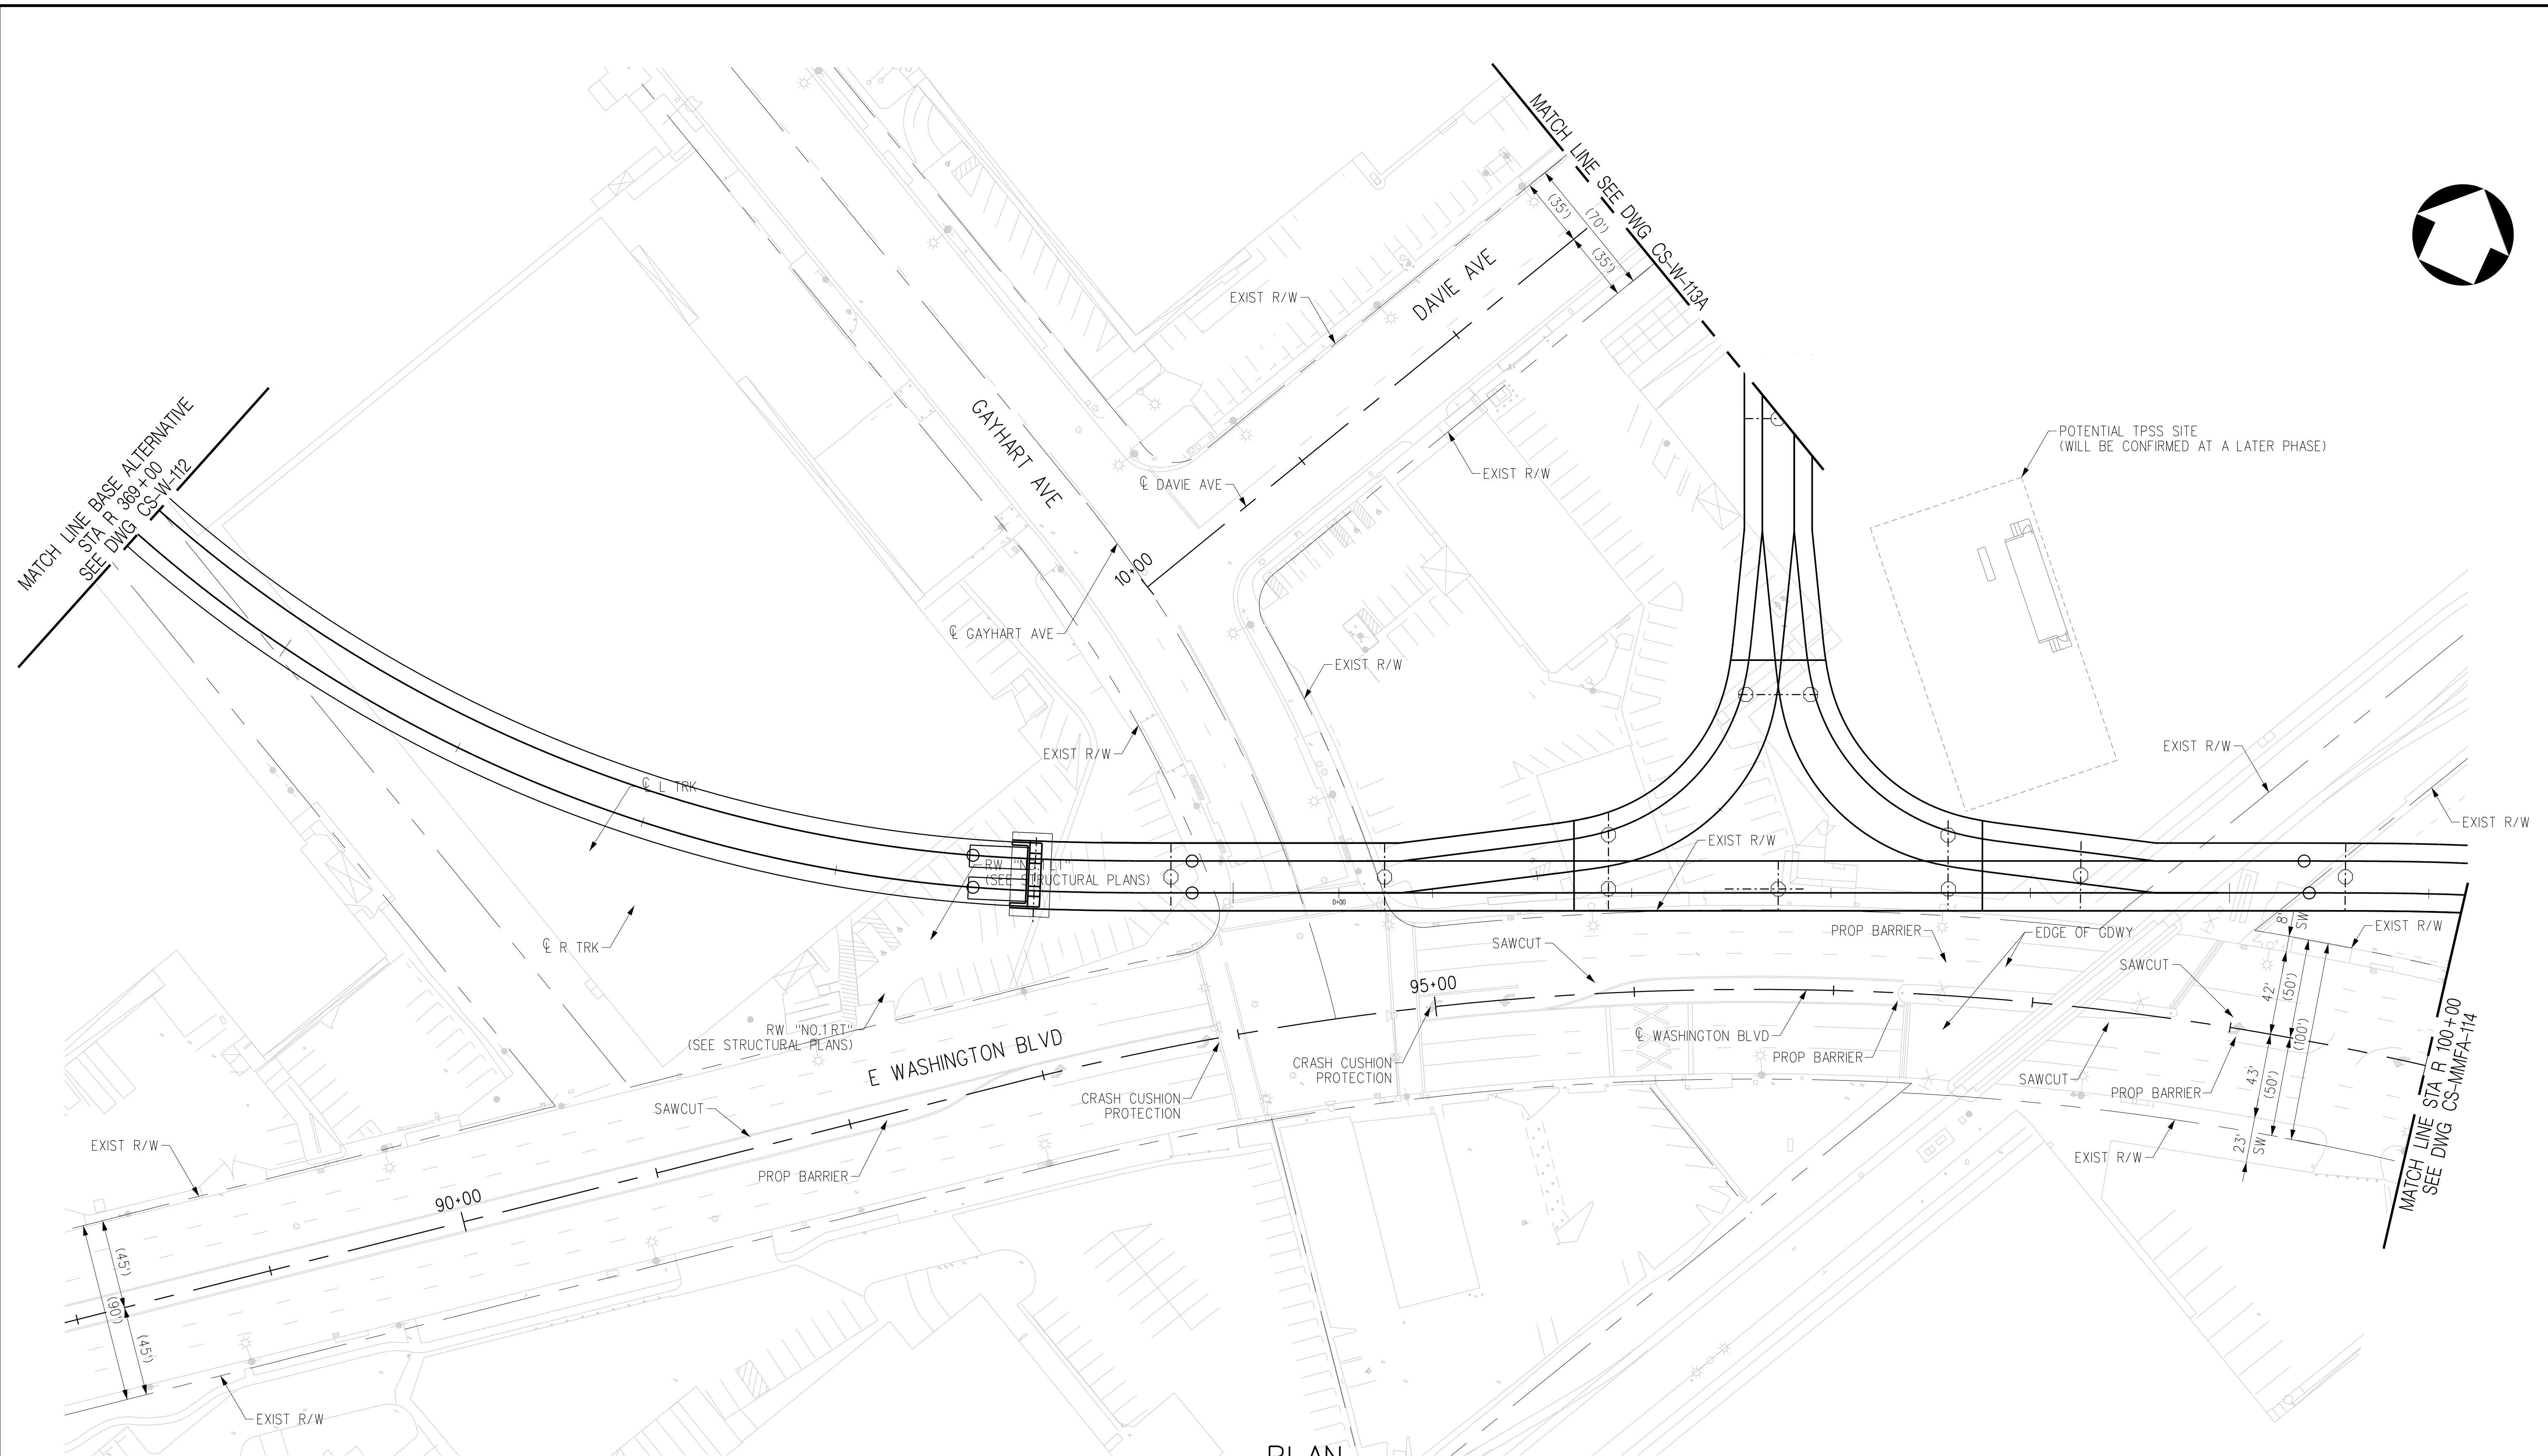 MATCH LINE SEE DWG CS-W-113A
(35')
(70')
(35')
DAVIE AVE
EXIST R/W
GAYHART AVE
MATCH LINE BASE ALTERNATIVE
STA R 369+00
SEE DWG CS-W-112
POTENTIAL TPSS SITE
(WILL BE CONFIRMED AT A LATER PHASE)
EXIST R/W
℄ DAVIE AVE
10+00
℄ GAYHART AVE
EXIST R/W
EXIST R/W
EXIST R/W
℄ L TRK
EXIST R/W
EXIST R/W
RW "NO.1 LT"
(SEE STRUCTURAL PLANS)
0+00
℄ R TRK
SAWCUT
PROP BARRIER
EDGE OF GDWY
8'
SW
EXIST R/W
SAWCUT
95+00
42'
(50')
(100')
RW "NO.1 RT"
(SEE STRUCTURAL PLANS)
E WASHINGTON BLVD
℄ WASHINGTON BLVD
CRASH CUSHION
PROTECTION
PROP BARRIER
SAWCUT
PROP BARRIER
43'
(50')
MATCH LINE STA R 100+00
SEE DWG CS-MMFA-114
SAWCUT
CRASH CUSHION
PROTECTION
EXIST R/W
PROP BARRIER
23'
SW
EXIST R/W
90+00
(45')
(90')
(45')
EXIST R/W
PLAN